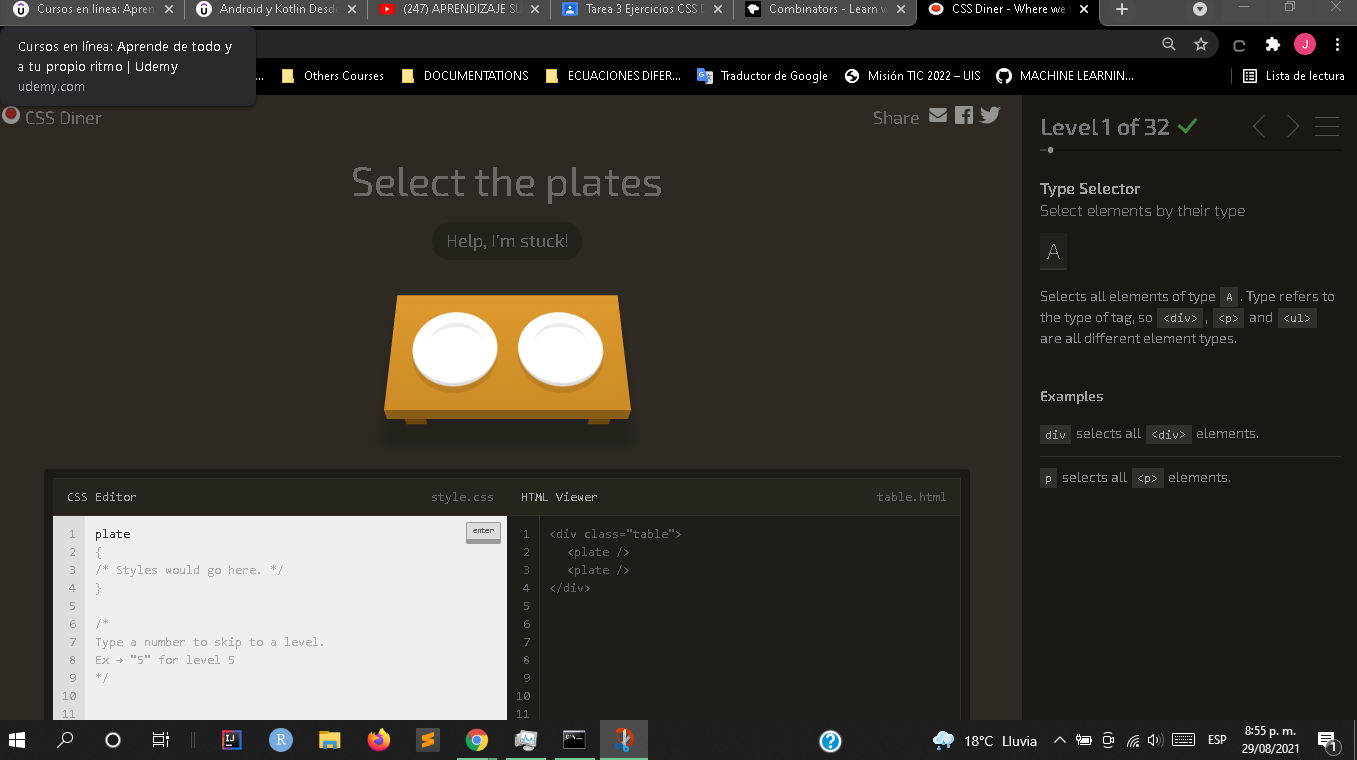 Cursos en línea: Apren
Android y Kotlin Desde
(247) APRENDIZAJE SU
Tarea 3 Ejercicios CSS D
Combinators - Learn w
CSS Diner - Where we f
Cursos en línea: Aprende de todo y
a tu propio ritmo | Udemy
udemy.com
...
Others Courses
DOCUMENTATIONS
ECUACIONES DIFER...
Traductor de Google
Misión TIC 2022 – UIS
MACHINE LEARNIN...
Lista de lectura
J
CSS Diner
Share
Select the plates
Help, I'm stuck!
CSS Editor
style.css
HTML Viewer
table.html
enter
1 plate
2 {
3 /* Styles would go here. */
4 }
5
6 /*
7 Type a number to skip to a level.
8 Ex → "5" for level 5
9 */
10
11
1 <div class="table">
2 <plate />
3 <plate />
4 </div>
5
6
7
8
9
10
11
Level 1 of 32
Type Selector
Select elements by their type
A
Selects all elements of type A . Type refers to
the type of tag, so <div> , <p> and <ul>
are all different element types.
Examples
div selects all <div> elements.
p selects all <p> elements.
18°C Lluvia
ESP
8:55 p. m.
29/08/2021
1